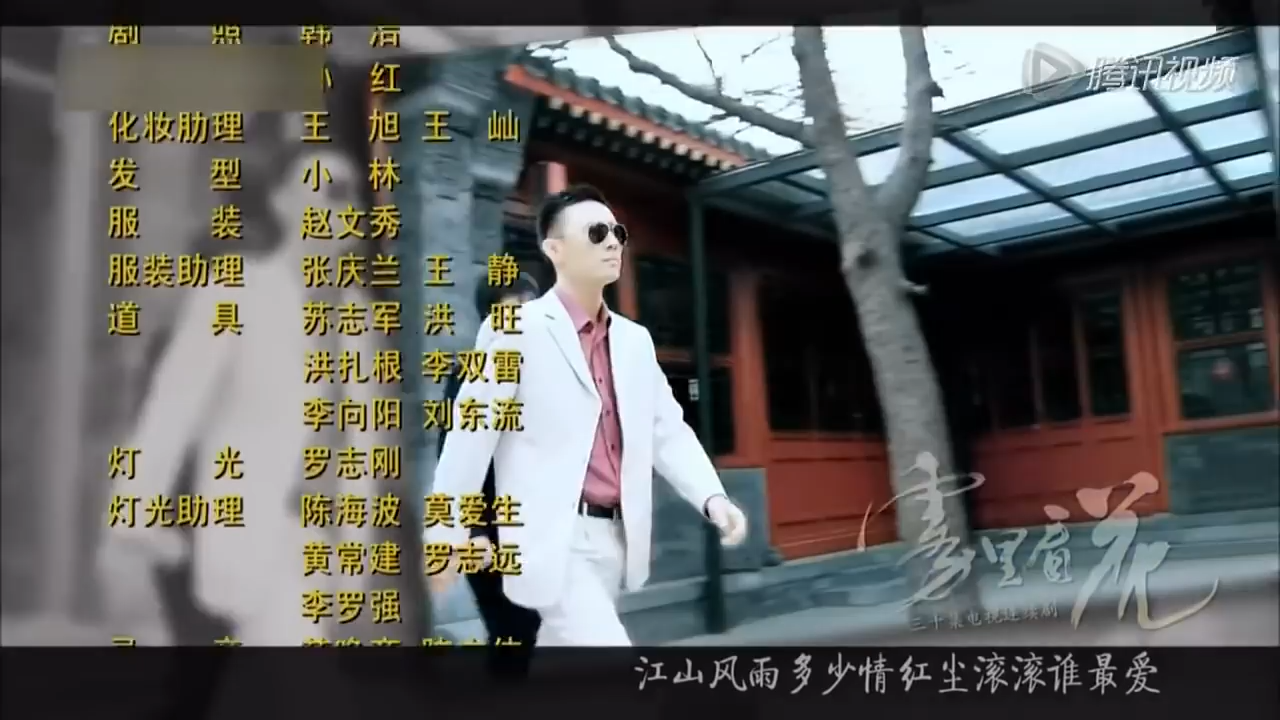 腾讯视频
剧 照
红
化妆肋理 王 旭 王 屾
发 型 小 林
服 装 赵文秀
服装助理 张庆兰 王 静
道 具 苏志军 洪 旺
洪扎根 李双雷
李向阳 刘东流
灯 光 罗志刚
灯光助理 陈海波 莫爱生
黄常建 罗志远
李罗强
雾里看花
三十集电视连续剧
江山风雨多少情红尘滚滚谁最爱